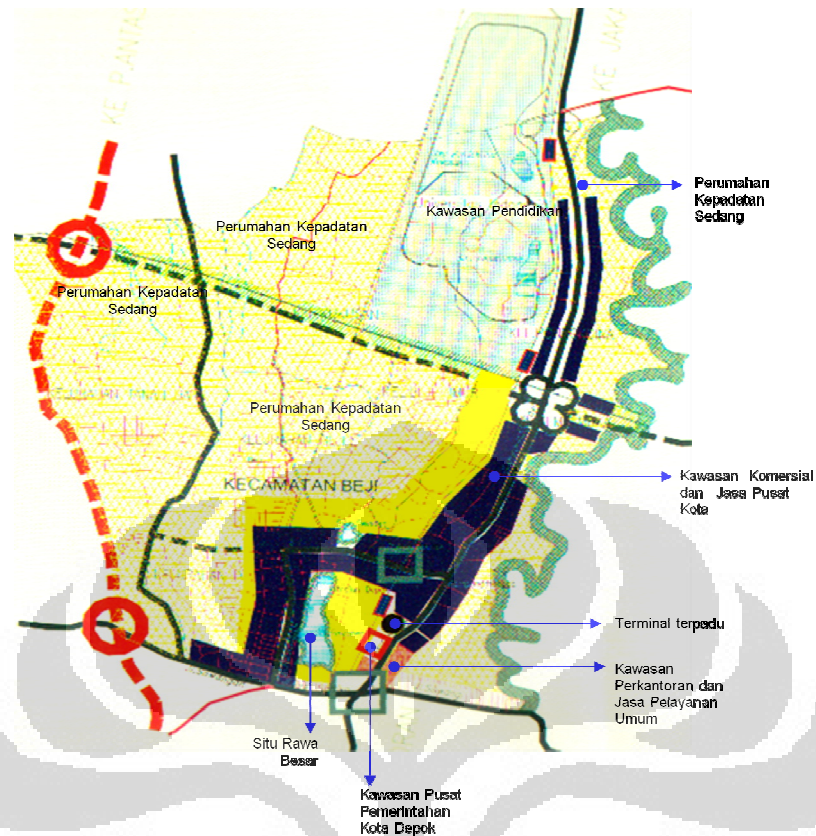 KE JAK
Perumahan
Kepadatan
Sedang
Kawasan Pendidikan
Perumahan Kepadatan
Sedang
Perumahan Kepadatan
Sedang
Perumahan Kepadatan
Sedang
KECAMATAN BEJI
Kawasan Komersial
dan Jasa Pusat
Kota
Terminal terpadu
Kawasan
Perkantoran dan
Jasa Pelayanan
Umum
Situ Rawa
Besar
Kawasan Pusat
Pemerintahan
Kota Depok